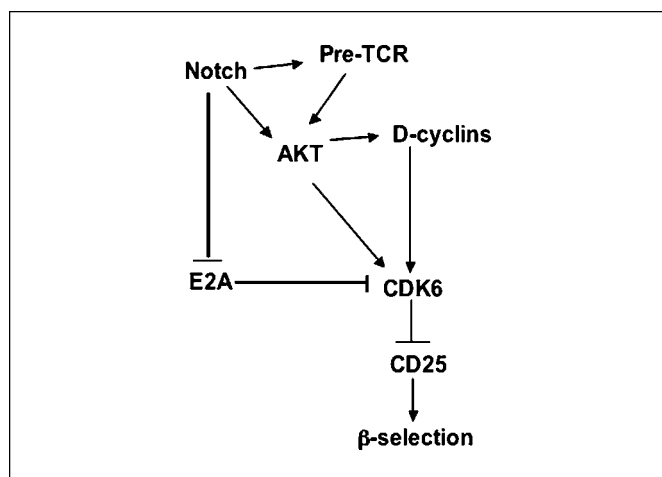 Pre-TCR
Notch
D-cyclins
AKT
E2A
CDK6
CD25
β-selection